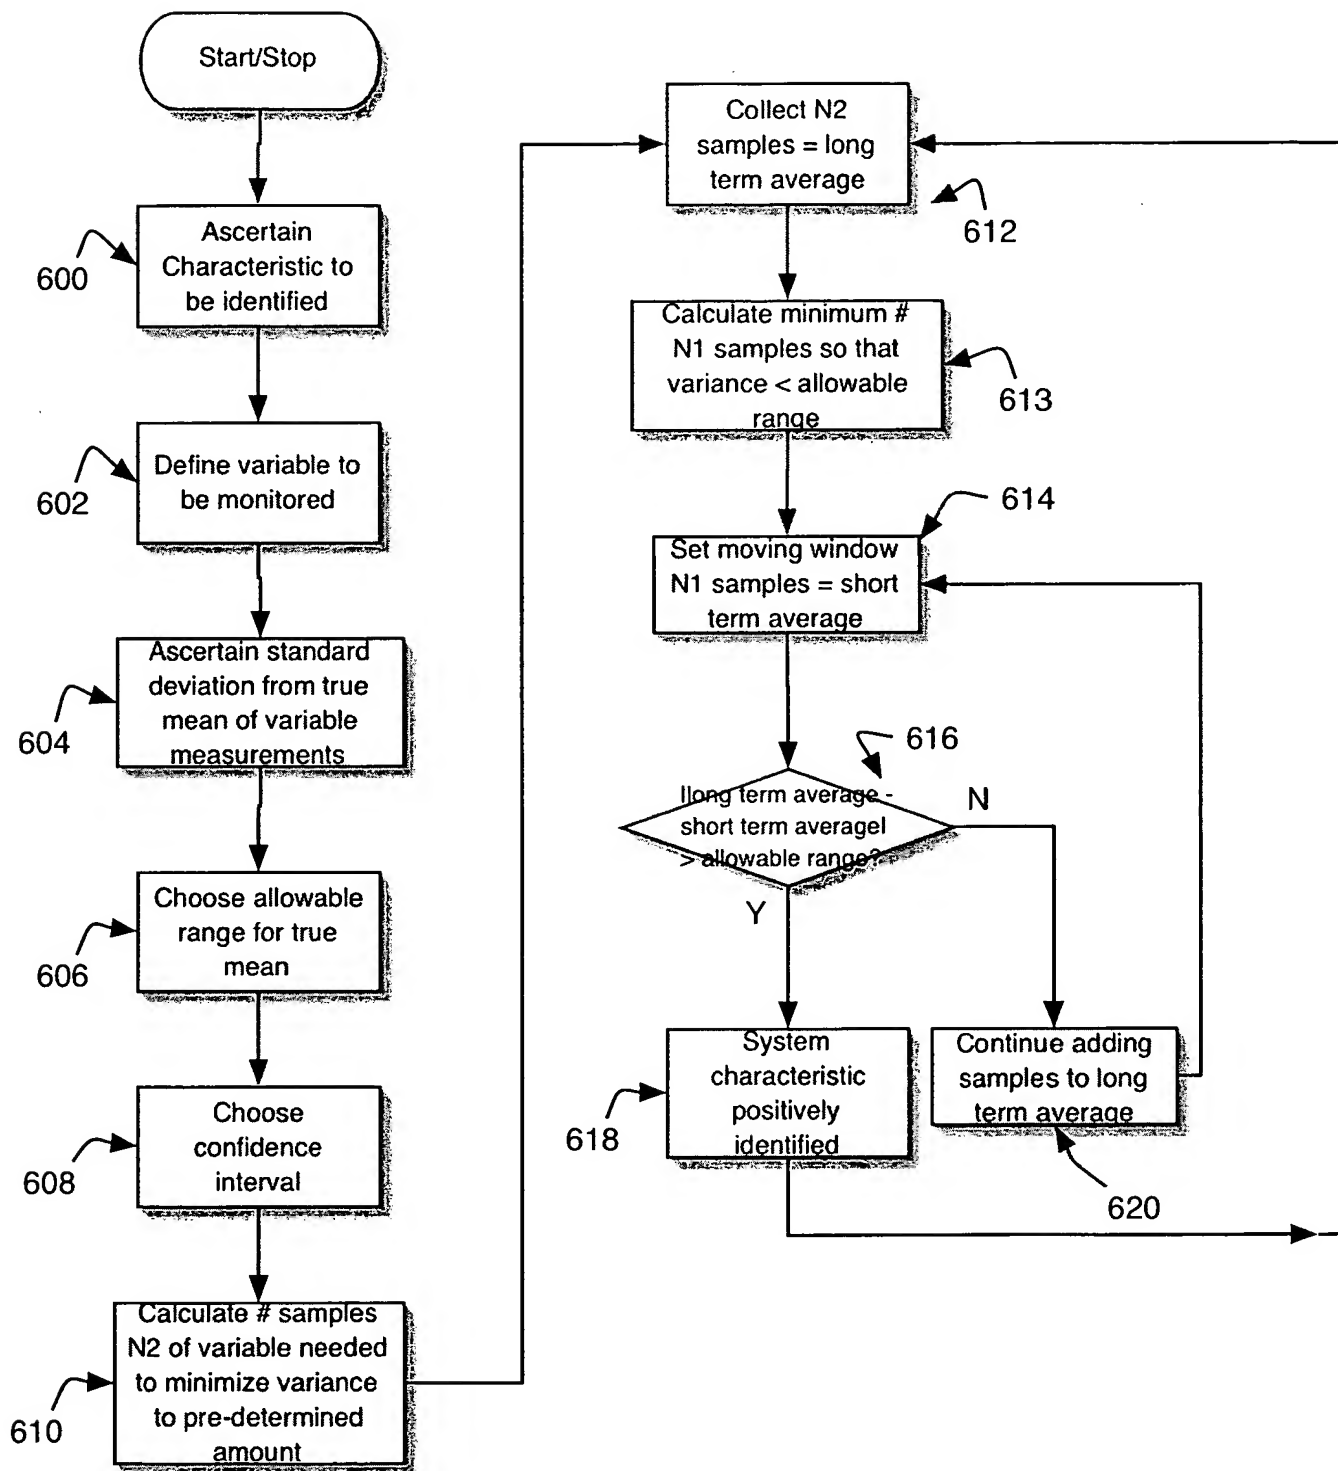 Start/Stop
Ascertain
Characteristic to
be identified
600
Define variable to
be monitored
602
Ascertain standard
deviation from true
mean of variable
measurements
604
Choose allowable
range for true
mean
606
Choose
confidence
interval
608
Calculate # samples
N2 of variable needed
to minimize variance
to pre-determined
amount
610
Collect N2
samples = long
term average
612
Calculate minimum #
N1 samples so that
variance < allowable
range
613
Set moving window
N1 samples = short
term average
614
|long term average -
short term average|
> allowable range?
616
N
Y
System
characteristic
positively
identified
618
Continue adding
samples to long
term average
620